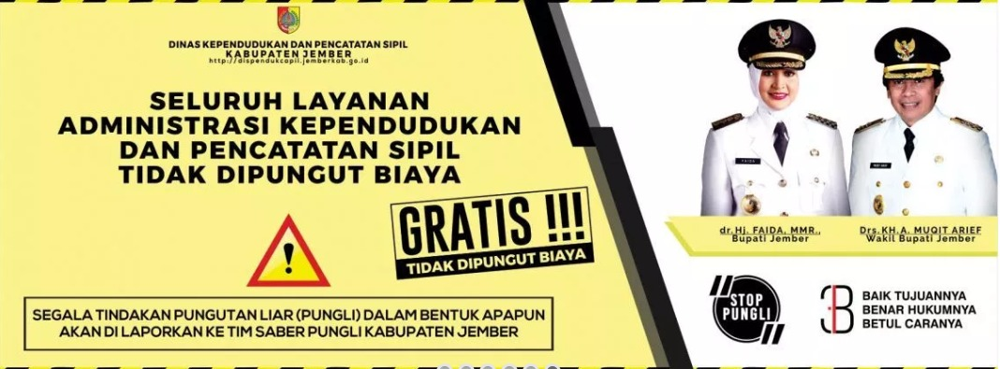 DINAS KEPENDUDUKAN DAN PENCATATAN SIPIL
KABUPATEN JEMBER
http://dispendukcapil.jemberkab.go.id
SELURUH LAYANAN
ADMINISTRASI KEPENDUDUKAN
DAN PENCATATAN SIPIL
TIDAK DIPUNGUT BIAYA
GRATIS !!!
TIDAK DIPUNGUT BIAYA
!
SEGALA TINDAKAN PUNGUTAN LIAR (PUNGLI) DALAM BENTUK APAPUN
AKAN DI LAPORKAN KE TIM SABER PUNGLI KABUPATEN JEMBER
FAIDA
dr.Hj. FAIDA, MMR.,
Bupati Jember
Drs.KH.A. MUQIT ARIEF
Wakil Bupati Jember
"STOP
PUNGLI"
3B
BAIK TUJUANNYA
BENAR HUKUMNYA
BETUL CARANYA